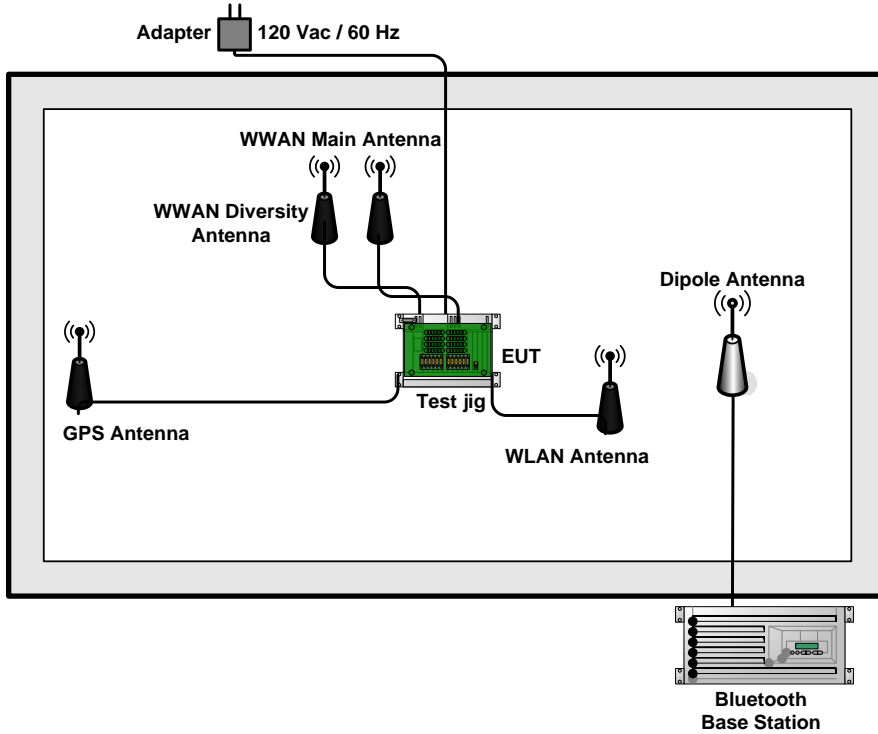 Adapter
120 Vac / 60 Hz
WWAN Main Antenna
WWAN Diversity
Antenna
Dipole Antenna
EUT
Test jig
GPS Antenna
WLAN Antenna
Bluetooth
Base Station